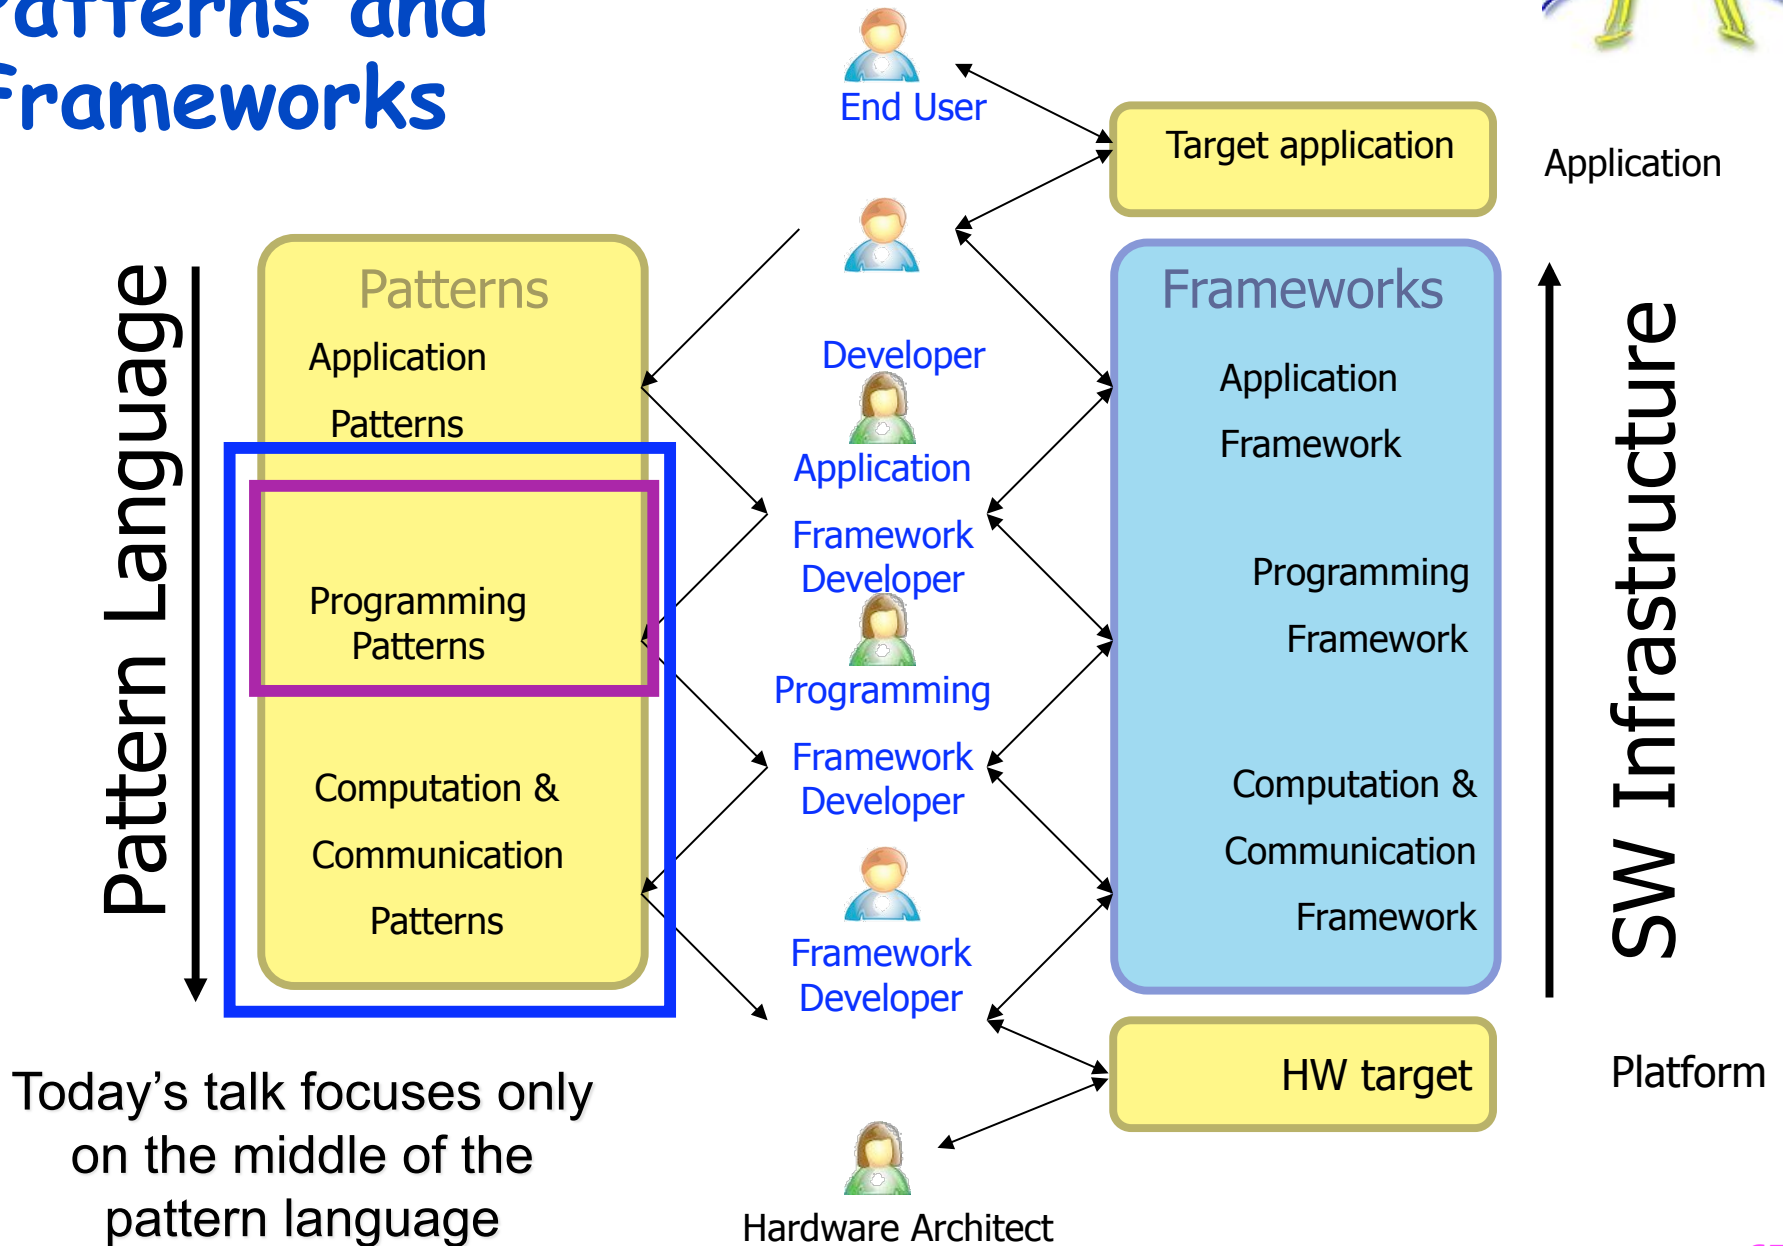 Patterns and
Frameworks
End User
Target application
Application
Pattern Language
Patterns
Application
Patterns
Programming
Patterns
Computation &
Communication
Patterns
Developer
Application
Framework
Developer
Programming
Framework
Developer
Framework
Developer
Hardware Architect
Frameworks
Application
Framework
Programming
Framework
Computation &
Communication
Framework
SW Infrastructure
HW target
Platform
Today’s talk focuses only
on the middle of the
pattern language